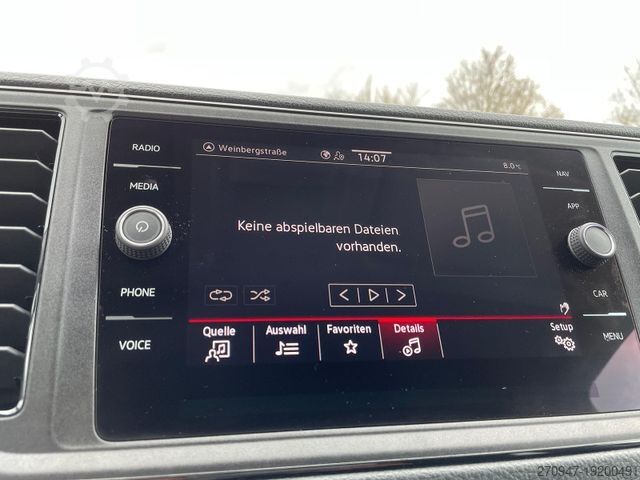 RADIO
MEDIA
PHONE
VOICE
Weinbergstraße
14:07
8.0°C
Keine abspielbaren Dateien
vorhanden.
Quelle
Auswahl
Favoriten
Details
Setup
NAV
APP
CAR
MENU
270947-19200491